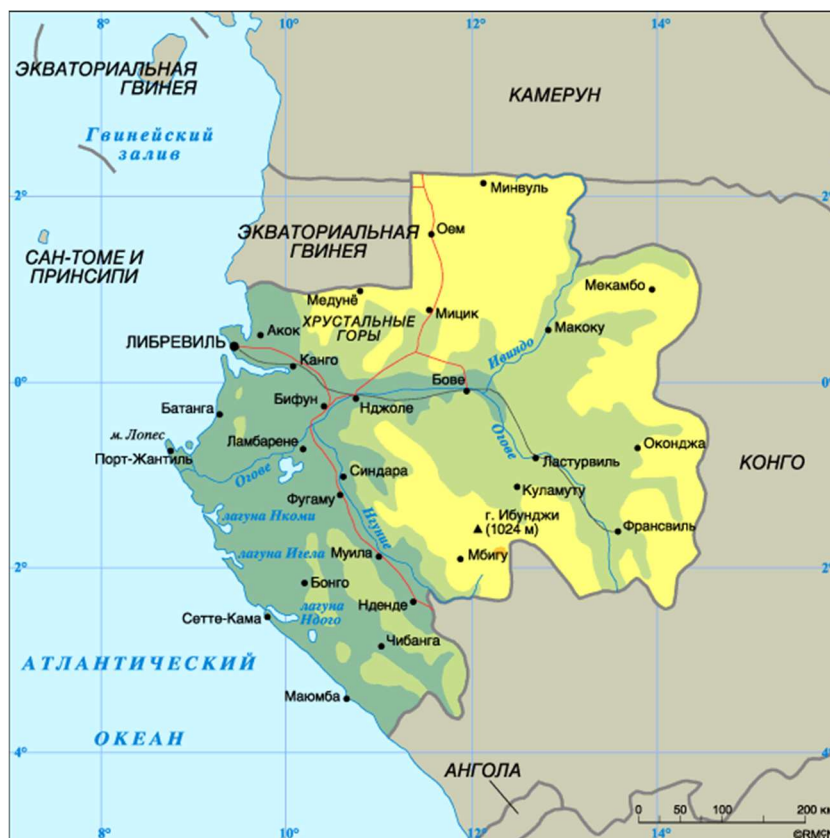 8°
10°
12°
14°
ЭКВАТОРИАЛЬНАЯ
ГВИНЕЯ
КАМЕРУН
Гвинейский
залив
2°
2°
Минвуль
ЭКВАТОРИАЛЬНАЯ
ГВИНЕЯ
Оем
САН-ТОМЕ И
ПРИНСИПИ
Мекамбо
Медунё
Мицик
ХРУСТАЛЬНЫЕ
ГОРЫ
Акок
Макоку
ЛИБРЕВИЛЬ
Канго
Ивиндо
0°
0°
Бове
Бифун
Нджоле
Батанга
м. Лопес
Ламбарене
Огове
Оконджа
Порт-Жантиль
Огове
Синдара
Ластурвиль
КОНГО
Фугаму
Нгуние
Куламуту
лагуна Нкоми
г. Ибунджи
(1024 м)
Франсвиль
лагуна Игела
Муила
Мбигу
2°
2°
Бонго
лагуна
Ндого
Нденде
Сетте-Кама
Чибанга
АТЛАНТИЧЕСКИЙ
Маюмба
ОКЕАН
4°
4°
АНГОЛА
0 50 100 200 км
8°
10°
12°
14°